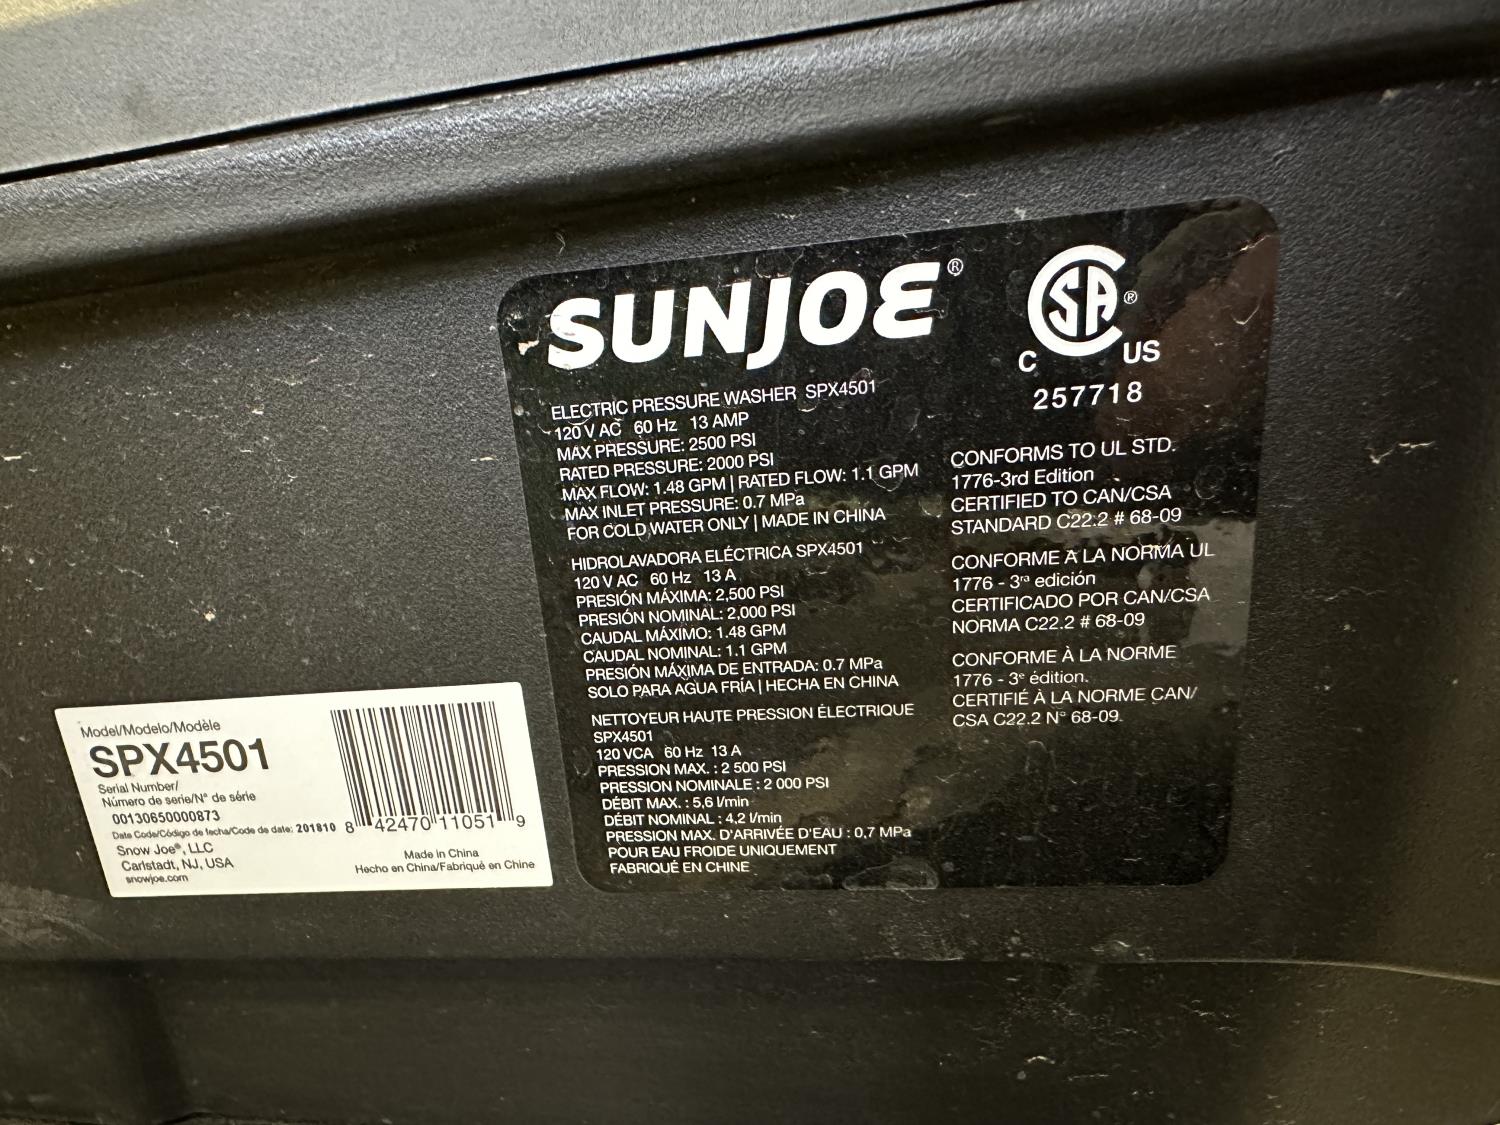 SUNJOE®
ELECTRIC PRESSURE WASHER SPX4501
120 V AC 60 Hz 13 AMP
MAX PRESSURE: 2500 PSI
RATED PRESSURE: 2000 PSI
MAX FLOW: 1.48 GPM | RATED FLOW: 1.1 GPM
MAX INLET PRESSURE: 0.7 MPa
FOR COLD WATER ONLY | MADE IN CHINA
HIDROLAVADORA ELÉCTRICA SPX4501
120 V AC 60 Hz 13 A
PRESIÓN MÁXIMA: 2,500 PSI
PRESIÓN NOMINAL: 2,000 PSI
CAUDAL MÁXIMO: 1.48 GPM
CAUDAL NOMINAL: 1.1 GPM
PRESIÓN MÁXIMA DE ENTRADA: 0.7 MPa
SOLO PARA AGUA FRÍA | HECHA EN CHINA
NETTOYEUR HAUTE PRESSION ÉLECTRIQUE
SPX4501
120 VCA 60 Hz 13 A
PRESSION MAX. : 2 500 PSI
PRESSION NOMINALE : 2 000 PSI
DÉBIT MAX. : 5,6 l/min
DÉBIT NOMINAL : 4,2 l/min
PRESSION MAX. D'ARRIVÉE D'EAU : 0,7 MPa
POUR EAU FROIDE UNIQUEMENT
FABRIQUÉ EN CHINE
CSA®
C US
257718
CONFORMS TO UL STD.
1776-3rd Edition
CERTIFIED TO CAN/CSA
STANDARD C22.2 # 68-09
CONFORME A LA NORMA UL
1776 - 3ra edición
CERTIFICADO POR CAN/CSA
NORMA C22.2 # 68-09
CONFORME À LA NORME
1776 - 3e édition.
CERTIFIÉ À LA NORME CAN/
CSA C22.2 N° 68-09.
Model/Modelo/Modèle
SPX4501
Serial Number/
Número de serie/N° de série
00130650000873
Date Code/Código de fecha/Code de date: 201810
Snow Joe®, LLC
Carlstadt, NJ, USA
snowjoe.com
8 42470 11051 9
Made in China
Hecho en China/Fabriqué en Chine